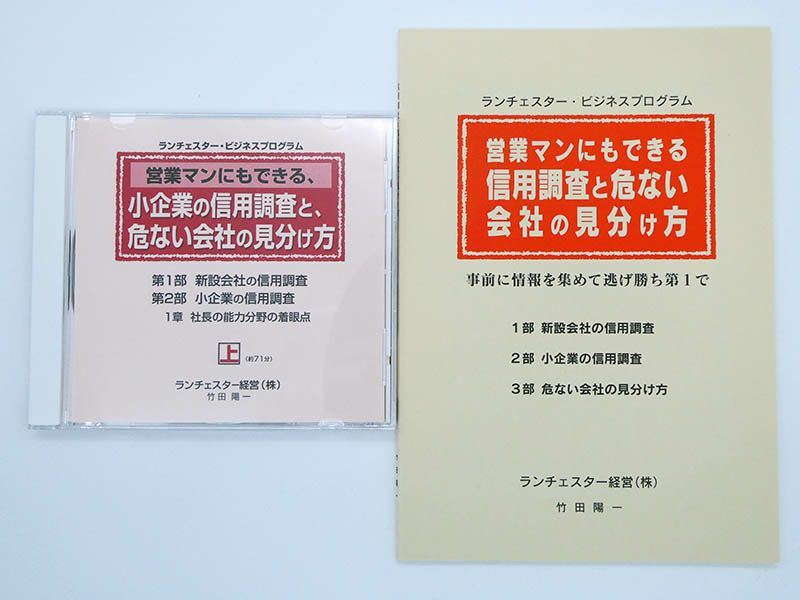 ランチェスター・ビジネスプログラム
営業マンにもできる、
小企業の信用調査と、
危ない会社の見分け方
第1部 新設会社の信用調査
第2部 小企業の信用調査
1章 社長の能力分野の着眼点
上 (約71分)
ランチェスター経営(株)
竹田陽一
ランチェスター・ビジネスプログラム
営業マンにもできる
信用調査と危ない
会社の見分け方
事前に情報を集めて逃げ勝ち第1で
1部 新設会社の信用調査
2部 小企業の信用調査
3部 危ない会社の見分け方
ランチェスター経営(株)
竹田陽一